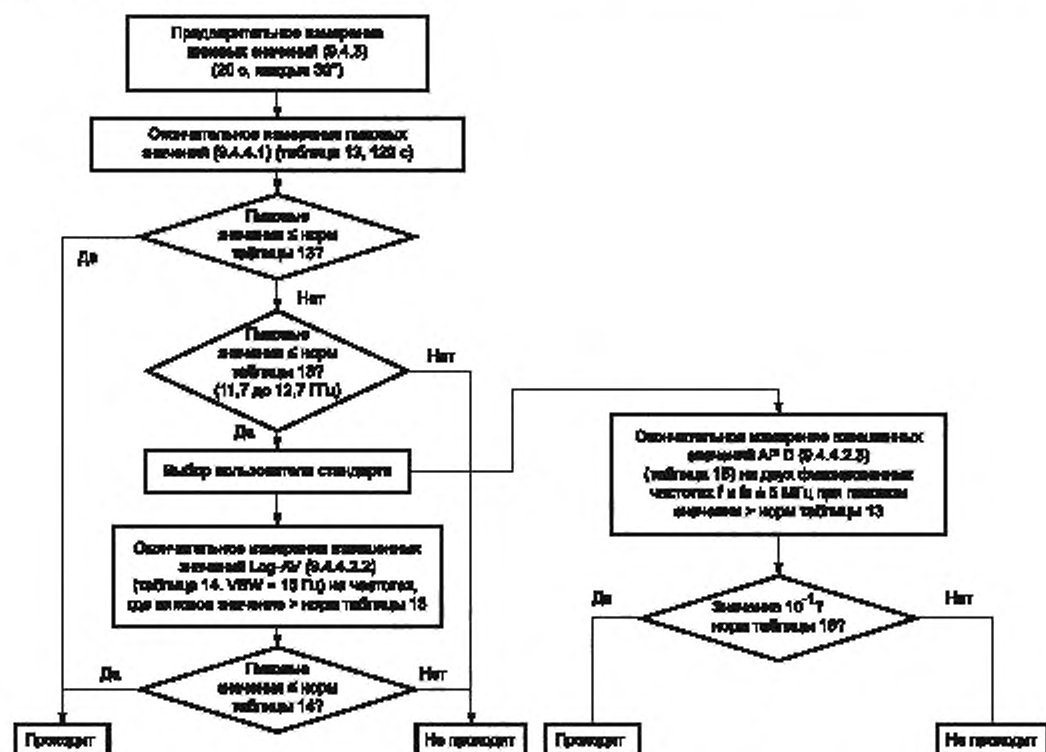 Предварительное измерение
пиковых значений (9.4.3)
(20 с, каждые 30°)
Окончательное измерение пиковых
значений (9.4.4.1) (таблица 13, 120 с)
Пиковые
значения ≤ норм
таблицы 13?
Да
Нет
Пиковые
значения ≤ норм
таблицы
(11,7 до 12,7 ГГц)
Нет
Да
Выбор пользователя стандарта
Окончательное измерение взвешенных
значений Log-AV (9.4.4.2.2)
(таблица 14. VBW = 10 Гц) на частотах,
где пиковое значение > норм таблицы 13
Пиковые
значения ≤ норм
таблицы 14?
Да
Нет
Проходит
Не проходит
Окончательное измерение взвешенных
значений APD (9.4.4.2.3)
(таблица на двух фиксированных
частотах f и ± 5 МГц при пиковом
значении > норм таблицы 13
Значение 10⁻¹
норм таблицы
Да
Нет
Проходит
Не проходит